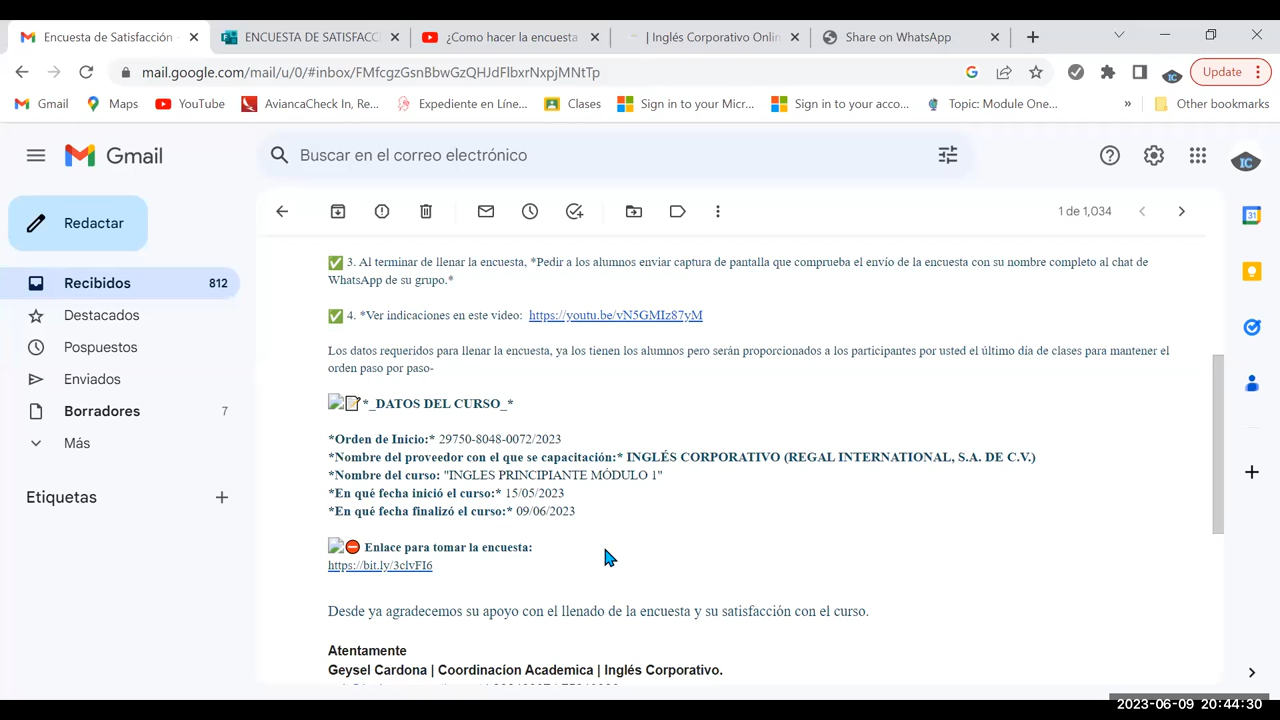 Encuesta de Satisfacción
ENCUESTA DE SATISFACC
¿Como hacer la encuesta
| Inglés Corporativo Onlin
Share on WhatsApp
mail.google.com/mail/u/0/#inbox/FMfcgzGsnBbwGzQHJdFlbxrNxpjMNtTp
Update
Gmail
Maps
YouTube
AviancaCheck In, Re...
Expediente en Líne...
Clases
Sign in to your Micr...
Sign in to your acco...
Topic: Module One...
»
Other bookmarks
Gmail
Buscar en el correo electrónico
IC
Redactar
1 de 1,034
Recibidos 812
Destacados
Pospuestos
Enviados
Borradores 7
Más
Etiquetas
✅ 3. Al terminar de llenar la encuesta, *Pedir a los alumnos enviar captura de pantalla que comprueba el envío de la encuesta con su nombre completo al chat de
WhatsApp de su grupo.*
✅ 4. *Ver indicaciones en este video: https://youtu.be/vN5GMIz87yM
Los datos requeridos para llenar la encuesta, ya los tienen los alumnos pero serán proporcionados a los participantes por usted el último día de clases para mantener el
orden paso por paso-
📝*_DATOS DEL CURSO_*
*Orden de Inicio:* 29750-8048-0072/2023
*Nombre del proveedor con el que se capacitación:* INGLÉS CORPORATIVO (REGAL INTERNATIONAL, S.A. DE C.V.)
*Nombre del curso: "INGLES PRINCIPIANTE MÓDULO 1"
*En qué fecha inició el curso:* 15/05/2023
*En qué fecha finalizó el curso:* 09/06/2023
⛔ Enlace para tomar la encuesta:
https://bit.ly/3clvFI6
Desde ya agradecemos su apoyo con el llenado de la encuesta y su satisfacción con el curso.
Atentamente
Geysel Cardona | Coordinacíon Academica | Inglés Corporativo.
2023-06-09 20:44:30